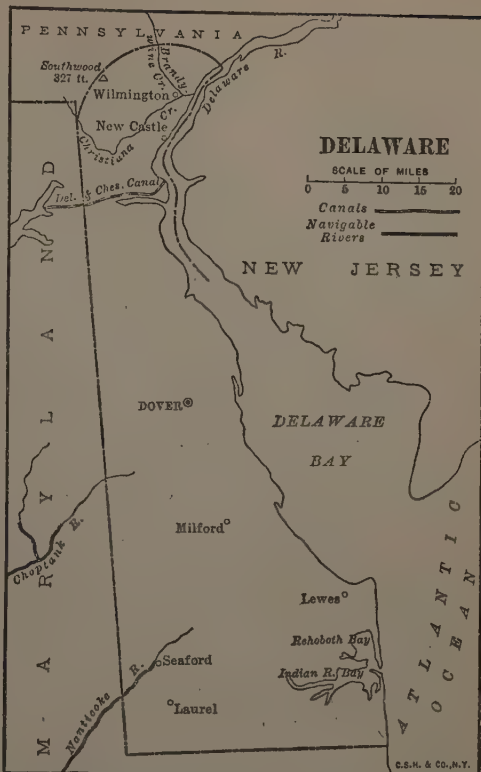 PENNSYLVANIA
Southwood
327 ft.
Brandy-
wine Cr.
Wilmington
Delaware R.
New Castle
Christiana Cr.
Del. & Ches. Canal
DELAWARE
SCALE OF MILES
0 5 10 15 20
Canals
Navigable
Rivers
NEW JERSEY
MARYLAND
DOVER
DELAWARE
BAY
Milford
Choptank R.
Lewes
Rehoboth Bay
Indian R. Bay
Seaford
Nanticoke R.
Laurel
ATLANTIC
OCEAN
C.S.H. & CO., N.Y.